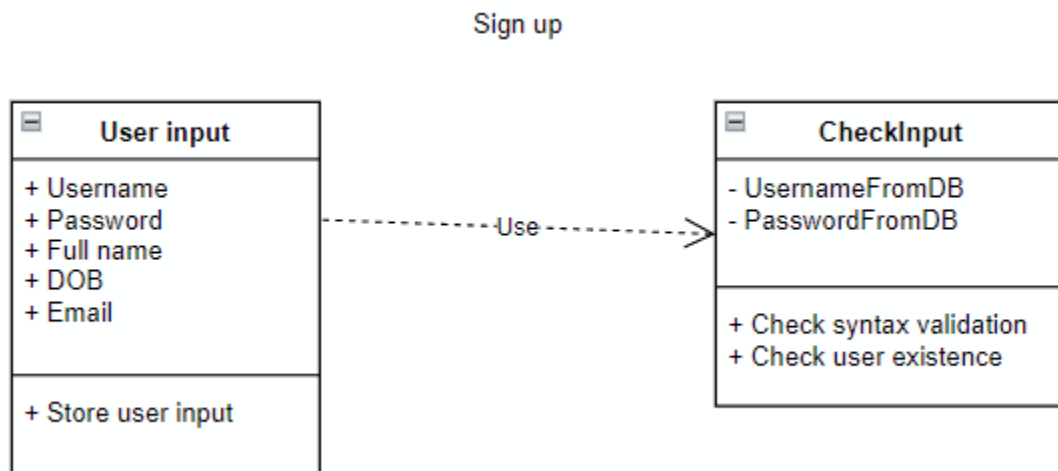 Sign up
User input
+ Username
+ Password
+ Full name
+ DOB
+ Email
+ Store user input
Use
CheckInput
- UsernameFromDB
- PasswordFromDB
+ Check syntax validation
+ Check user existence